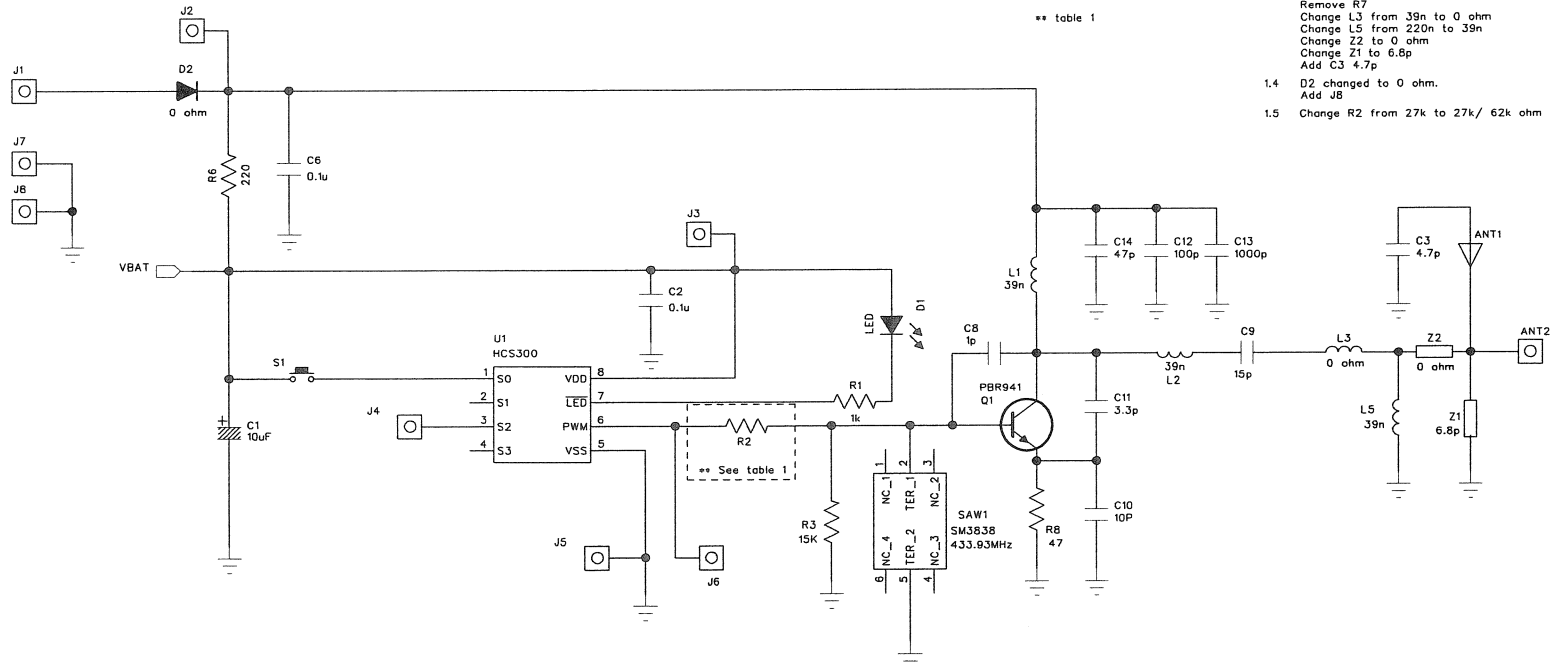 J2
** table 1
Remove R7
Change L3 from 39n to 0 ohm
Change L5 from 220n to 39n
Change Z2 to 0 ohm
Change Z1 to 6.8p
Add C3 4.7p
1.4 D2 changed to 0 ohm.
Add J8
1.5 Change R2 from 27k to 27k/ 62k ohm
J1
D2
0 ohm
J7
J8
R6
220
C6
0.1u
J3
VBAT
C2
0.1u
LED
D1
L1
39n
C14
47p
C12
100p
C13
1000p
C3
4.7p
ANT1
U1
HCS300
S1
1 S0
2 S1
3 S2
4 S3
VDD 8
LED 7
PWM 6
VSS 5
R1
1k
C8
1p
PBR941
Q1
39n
L2
C9
15p
L3
0 ohm
Z2
0 ohm
ANT2
C1
10uF
J4
R2
** See table 1
C11
3.3p
L5
39n
Z1
6.8p
J5
J6
R3
15K
1 NC_1
2 TER_1
3 NC_2
6 NC_4
5 TER_2
4 NC_3
SAW1
SM3838
433.93MHz
R8
47
C10
10P